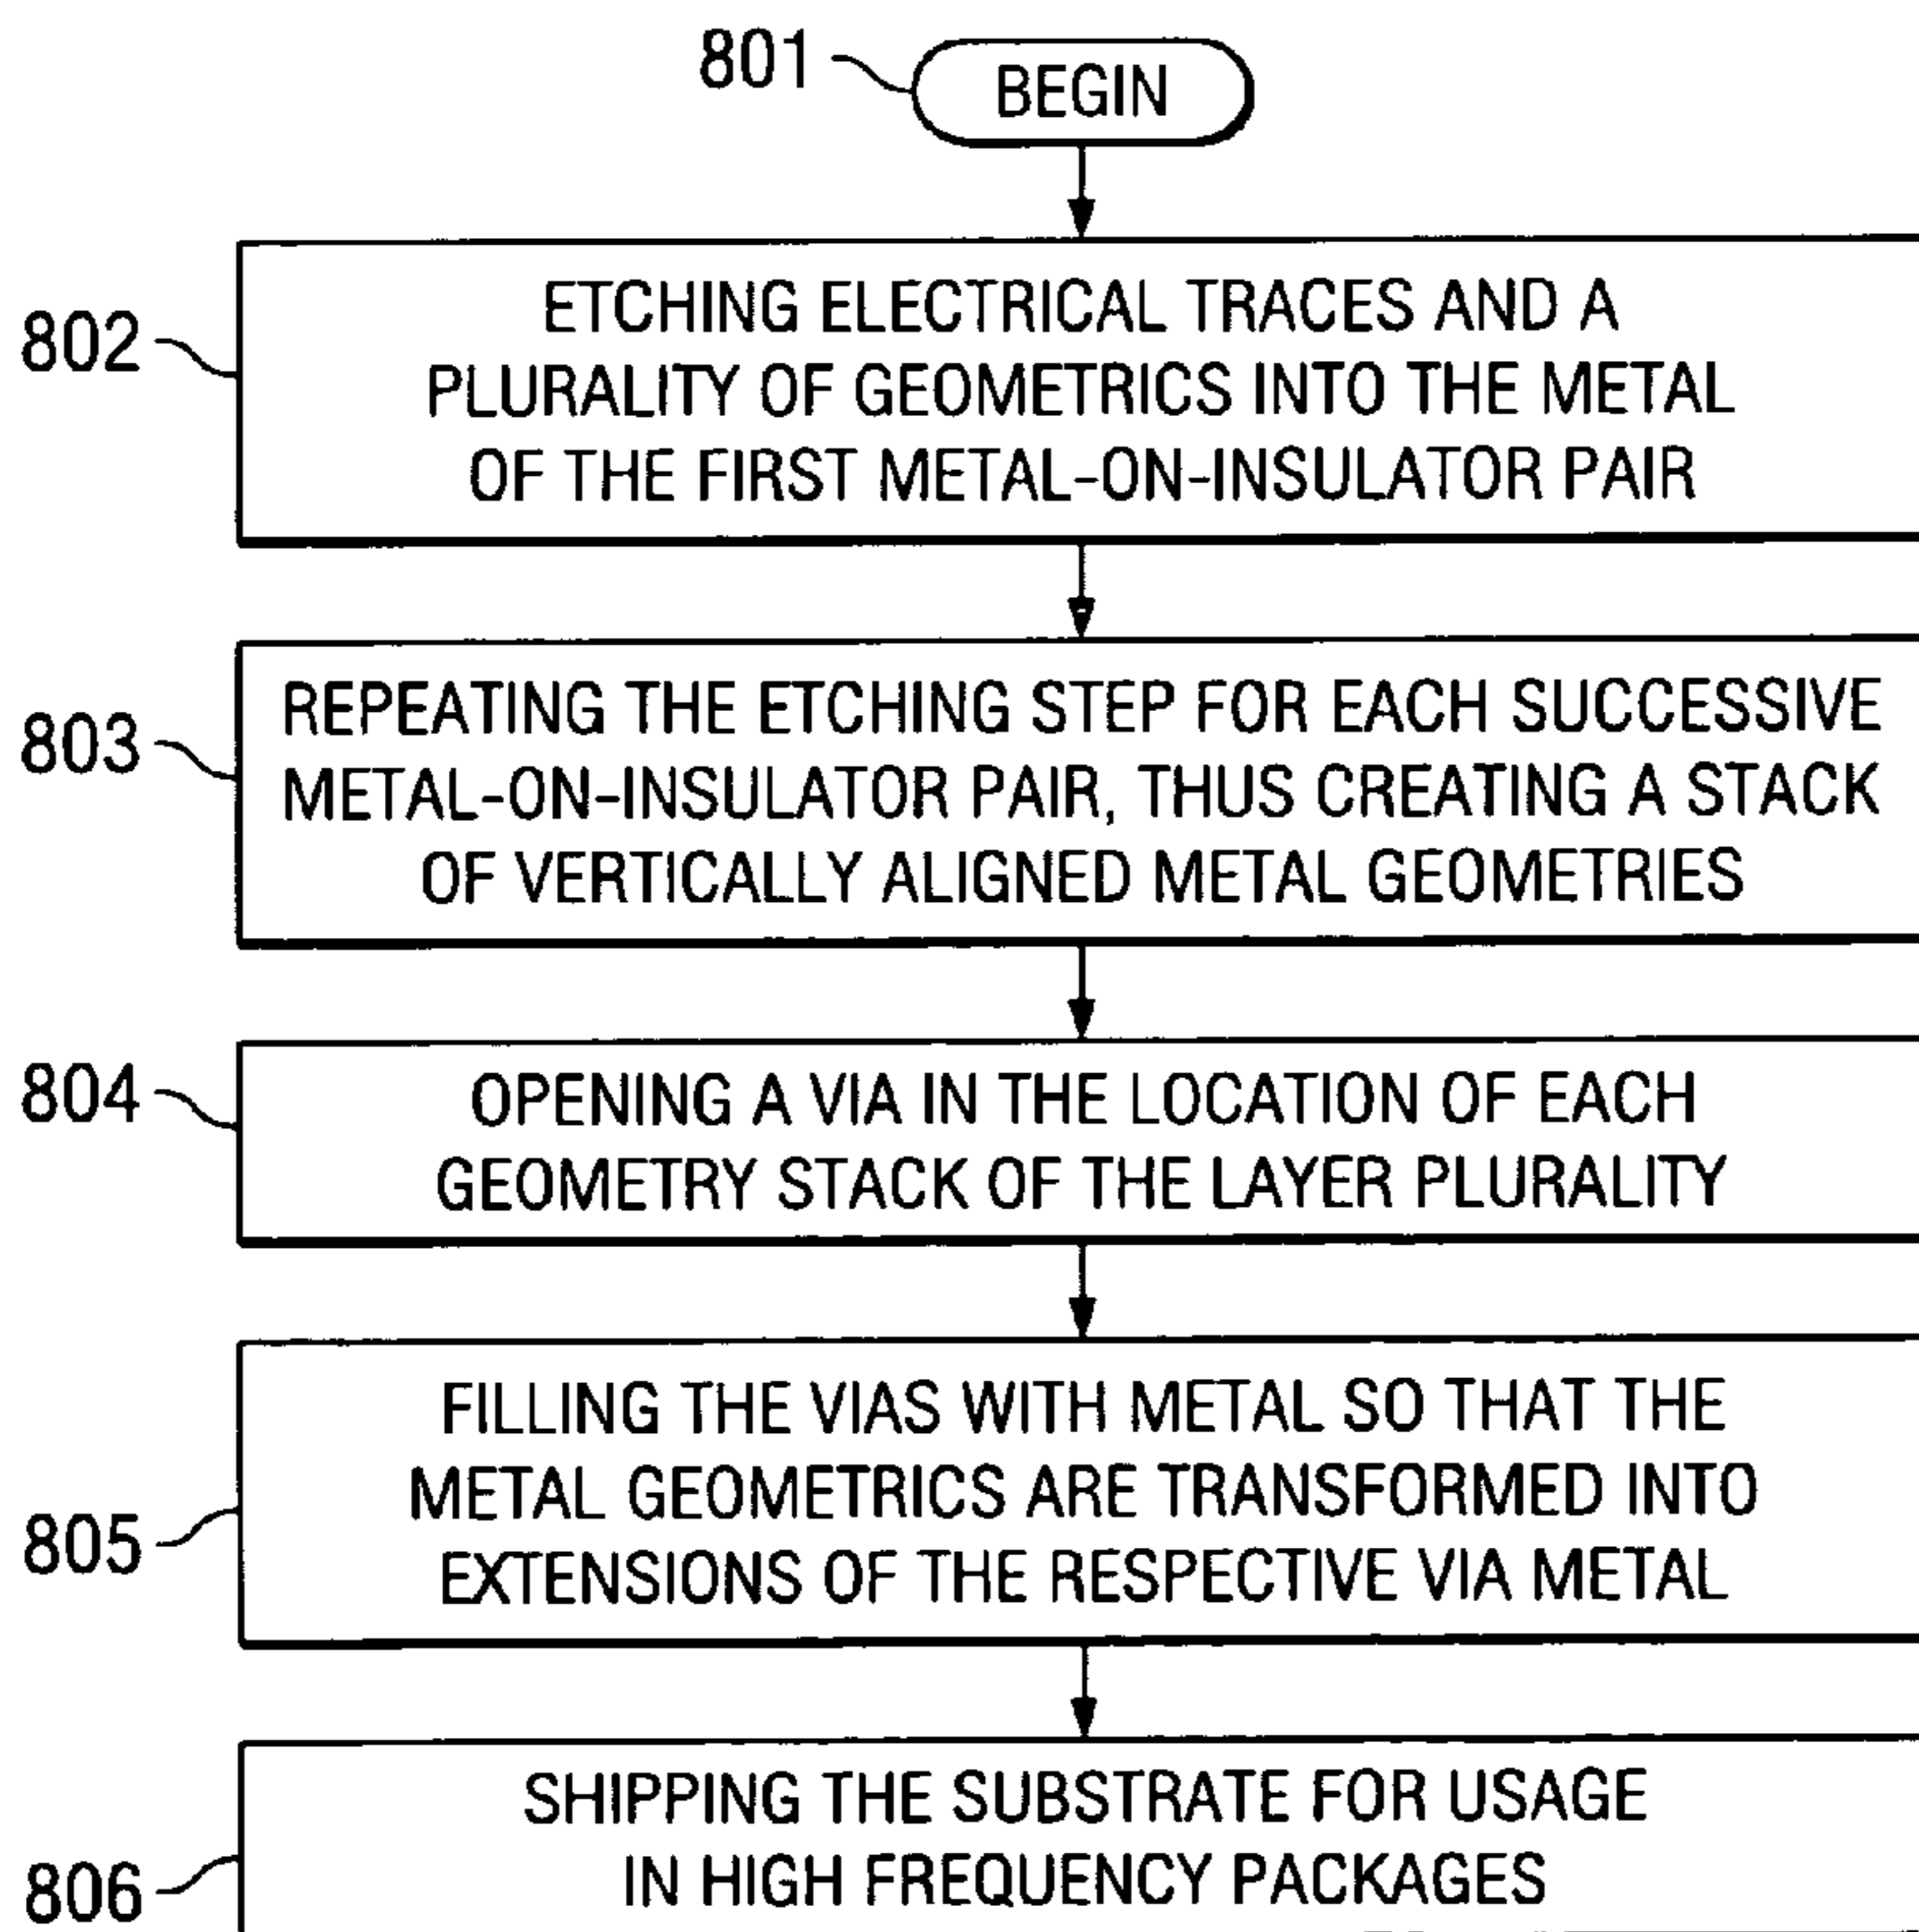 801
BEGIN
802
ETCHING ELECTRICAL TRACES AND A
PLURALITY OF GEOMETRICS INTO THE METAL
OF THE FIRST METAL-ON-INSULATOR PAIR
803
REPEATING THE ETCHING STEP FOR EACH SUCCESSIVE
METAL-ON-INSULATOR PAIR, THUS CREATING A STACK
OF VERTICALLY ALIGNED METAL GEOMETRIES
804
OPENING A VIA IN THE LOCATION OF EACH
GEOMETRY STACK OF THE LAYER PLURALITY
805
FILLING THE VIAS WITH METAL SO THAT THE
METAL GEOMETRICS ARE TRANSFORMED INTO
EXTENSIONS OF THE RESPECTIVE VIA METAL
806
SHIPPING THE SUBSTRATE FOR USAGE
IN HIGH FREQUENCY PACKAGES